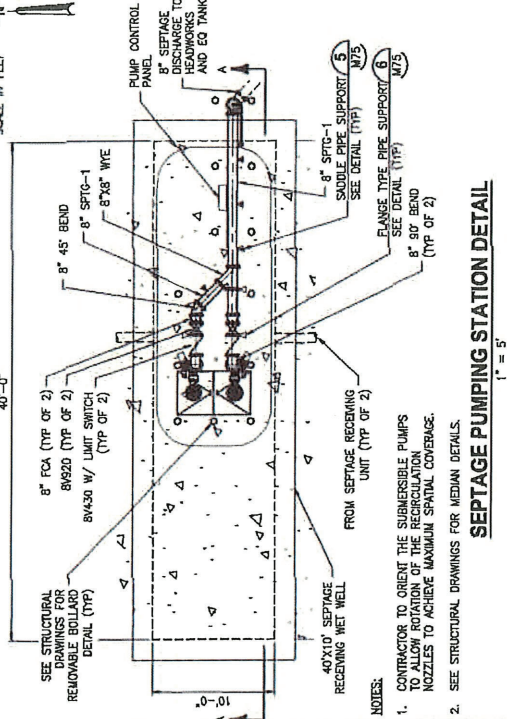 N
SCALE IN FEET
40'-0"
PUMP CONTROL
PANEL
8" SEPTAGE
DISCHARGE TO
HEADWORKS
AND EQ TANK
A
8" 45° BEND
8" SPTG-1
8"X8" WYE
8" FCA (TYP OF 2)
8V920 (TYP OF 2)
8V430 W/ LIMIT SWITCH
(TYP OF 2)
SEE STRUCTURAL
DRAWINGS FOR
REMOVABLE BOLLARD
DETAIL (TYP)
10'-0"
5
M75
6
M75
8" SPTG-1
SADDLE PIPE SUPPORT
SEE DETAIL (TYP)
FLANGE TYPE PIPE SUPPORT
SEE DETAIL (TYP)
8" 90° BEND
(TYP OF 2)
FROM SEPTAGE RECEIVING
UNIT (TYP OF 2)
40'X10' SEPTAGE
RECEIVING WET WELL
NOTES:
1. CONTRACTOR TO ORIENT THE SUBMERSIBLE PUMPS
TO ALLOW ROTATION OF THE RECIRCULATION
NOZZLES TO ACHIEVE MAXIMUM SPATIAL COVERAGE.
2. SEE STRUCTURAL DRAWINGS FOR MEDIAN DETAILS.
SEPTAGE PUMPING STATION DETAIL
1" = 5'